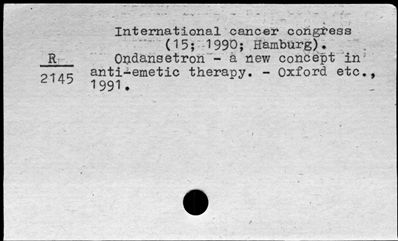 International cancer congress
(15; 1990; Hamburg).
R
2145
Ondansetron - a new concept in
anti-emetic therapy. - Oxford etc.,
1991.